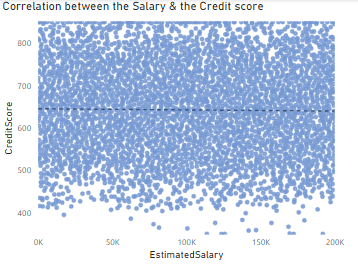 Correlation between the Salary & the Credit score
800
700
600
500
400
CreditScore
0K 50K 100K 150K 200K
EstimatedSalary